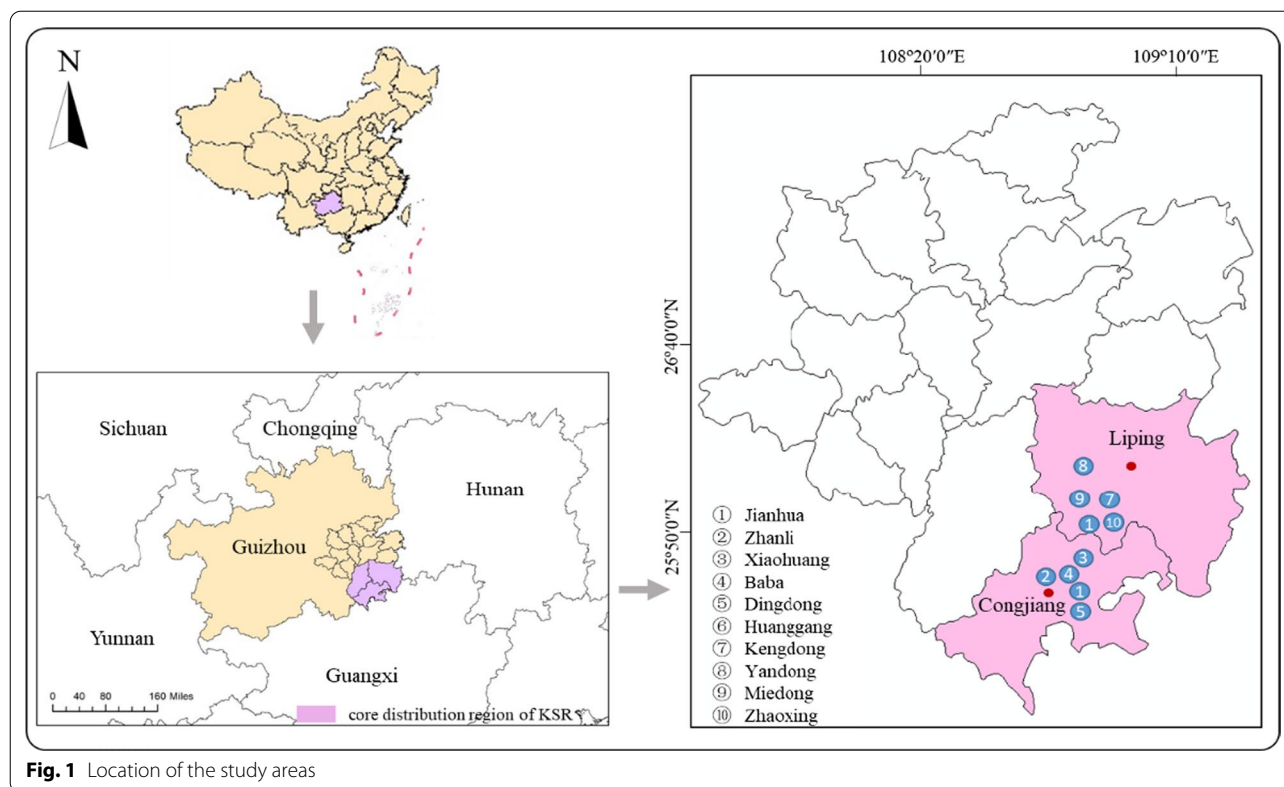 N
108°20′0″E
109°10′0″E
26°40′0″N
25°50′0″N
Sichuan
Chongqing
Hunan
Guizhou
Yunnan
Guangxi
0 40 80 160 Miles
core distribution region of KSR
Liping
8
9 7
1 10
3
2 4
1
Congjiang
5
① Jianhua
② Zhanli
③ Xiaohuang
④ Baba
⑤ Dingdong
⑥ Huanggang
⑦ Kengdong
⑧ Yandong
⑨ Miedong
⑩ Zhaoxing
Fig. 1 Location of the study areas